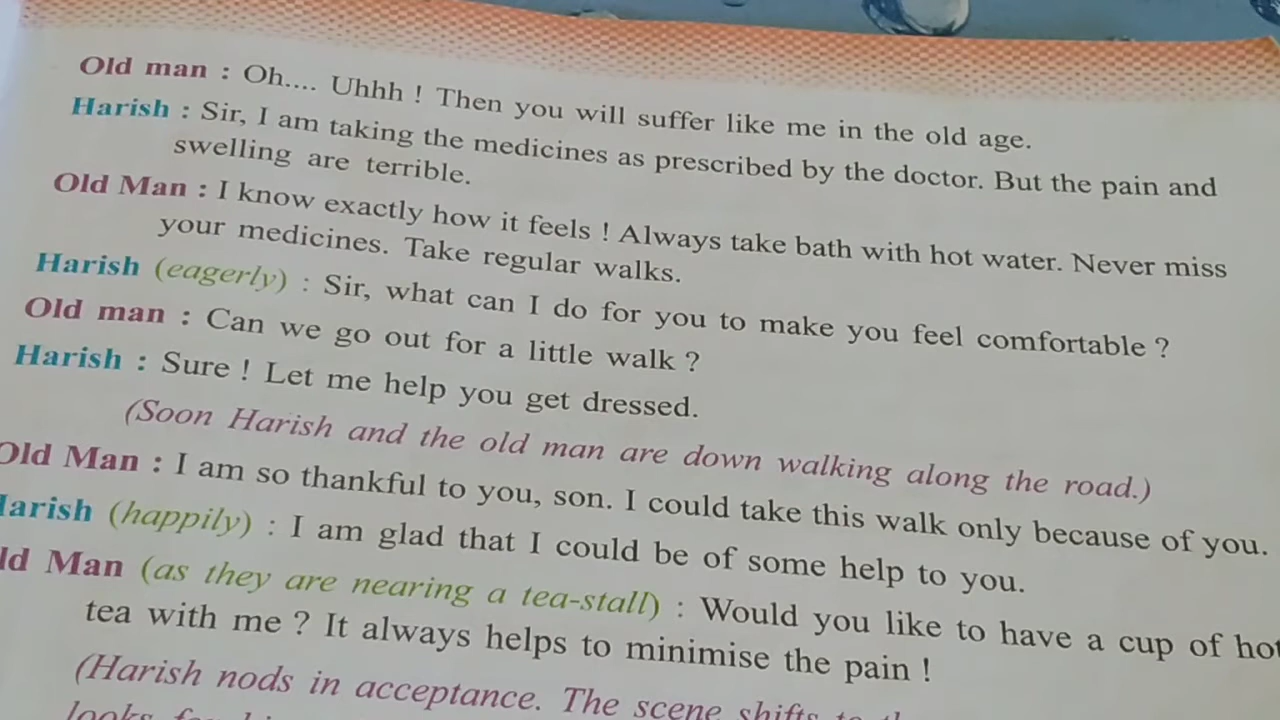 Old man : Oh.... Uhhh ! Then you will suffer like me in the old age.
Harish : Sir, I am taking the medicines as prescribed by the doctor. But the pain and
swelling are terrible.
Old Man : I know exactly how it feels ! Always take bath with hot water. Never miss
your medicines. Take regular walks.
Harish (eagerly) : Sir, what can I do for you to make you feel comfortable ?
Old man : Can we go out for a little walk ?
Harish : Sure ! Let me help you get dressed.
(Soon Harish and the old man are down walking along the road.)
Old Man : I am so thankful to you, son. I could take this walk only because of you.
Harish (happily) : I am glad that I could be of some help to you.
ld Man (as they are nearing a tea-stall) : Would you like to have a cup of hot
tea with me ? It always helps to minimise the pain !
(Harish nods in acceptance. The scene shifts to
looks for